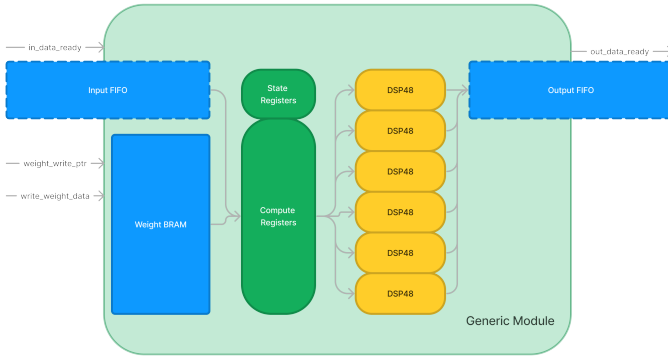 in_data_ready
out_data_ready
Input FIFO
State
Registers
DSP48
Output FIFO
DSP48
weight_write_ptr
DSP48
write_weight_data
Weight BRAM
Compute
Registers
DSP48
DSP48
DSP48
Generic Module